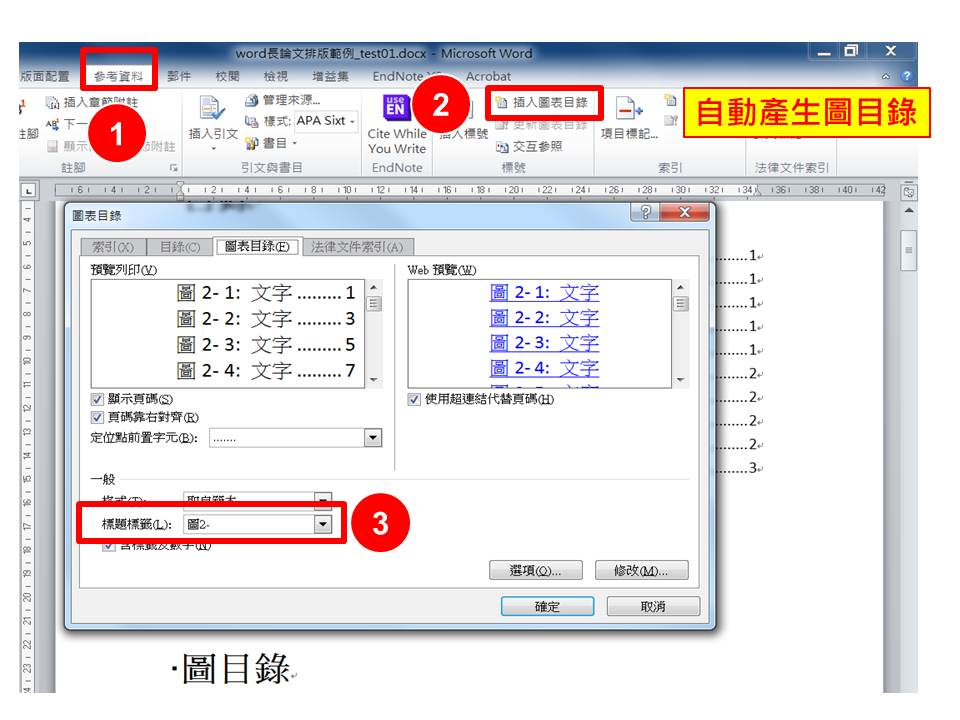 word長論文排版範例_test01.docx - Microsoft Word
版面配置 參考資料 郵件 校閱 檢視 增益集 EndNote Acrobat
自動產生圖目錄
1
2
插入章節附註
下一
顯示 附註
註腳
註腳
插入引文
管理來源...
樣式: APA Sixt
書目
引文與書目
Cite While
You Write
EndNote
插入標號
插入圖表目錄
更新圖表目錄
交互參照
標號
項目標記...
索引
法律文件索引
圖表目錄
索引(X) 目錄(C) 圖表目錄(F) 法律文件索引(A)
預覽列印(V)
圖 2- 1: 文字.........1
圖 2- 2: 文字.........3
圖 2- 3: 文字.........5
圖 2- 4: 文字.........7
Web 預覽(W)
圖 2- 1: 文字
圖 2- 2: 文字
圖 2- 3: 文字
圖 2- 4: 文字
顯示頁碼(S)
頁碼靠右對齊(R)
定位點前置字元(B): .......
使用超連結代替頁碼(H)
一般
格式(T): 取自範本
標題標籤(L): 圖2-
3
含標籤及數字(N)
選項(O)... 修改(M)...
確定 取消
......1
......1
......1
......1
......1
......2
......2
......2
......2
......3
圖目錄